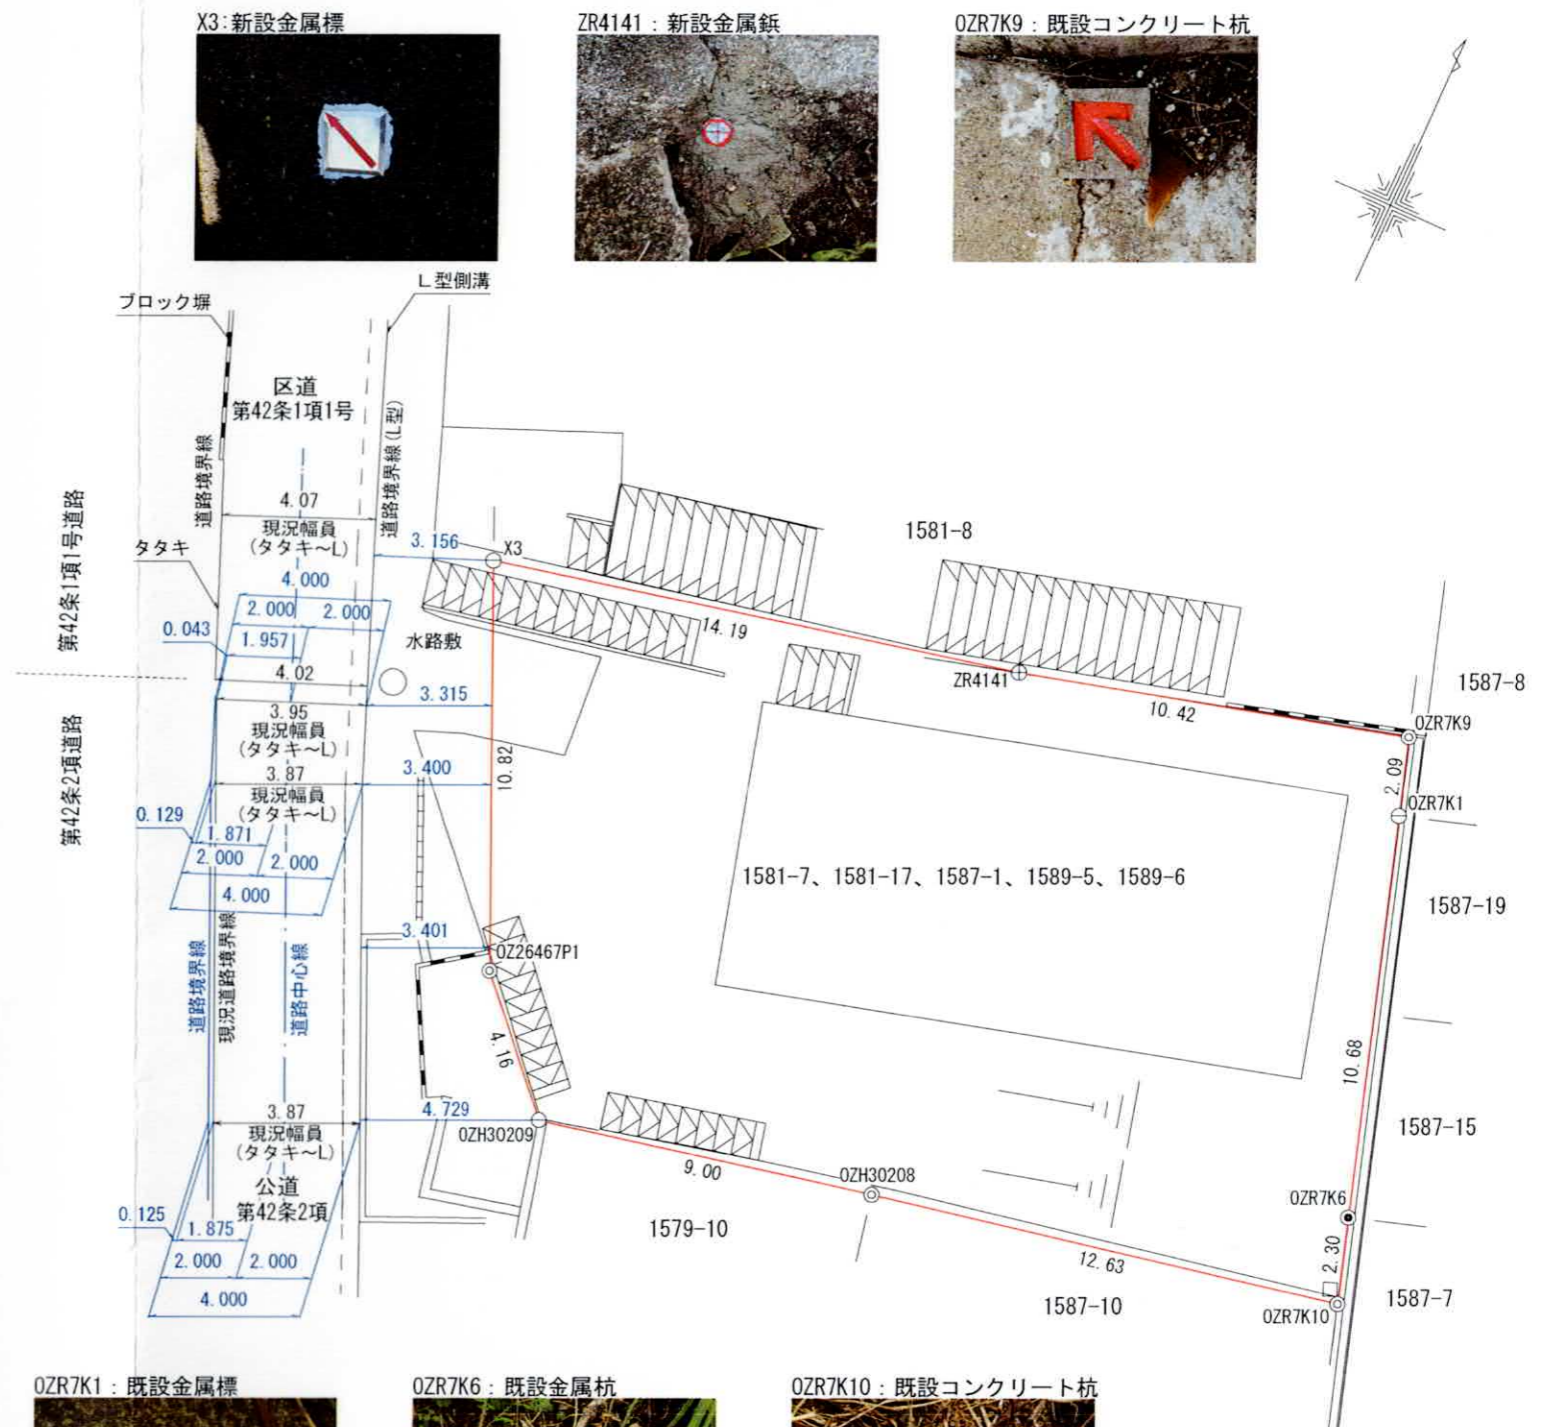 X3:新設金属標
ZR4141：新設金属鋲
OZR7K9：既設コンクリート杭
L型側溝
ブロック塀
区道
第42条1項1号
道路境界線
道路境界線(L型)
第42条1項1号道路
4.07
現況幅員
(タタキ～L)
タタキ
3.156
X3
1581-8
4.000
2.000
2.000
0.043
1.957
水路敷
14.19
4.02
ZR4141
1587-8
3.315
10.42
3.95
現況幅員
(タタキ～L)
OZR7K9
第42条2項道路
3.87
現況幅員
(タタキ～L)
3.400
10.82
2.09
OZR7K1
0.129
1.871
2.000
2.000
4.000
1581-7、1581-17、1587-1、1589-5、1589-6
1587-19
3.401
OZ26467P1
道路境界線
現況道路境界線
道路中心線
4.16
10.68
3.87
現況幅員
(タタキ～L)
4.729
OZH30209
1587-15
9.00
OZH30208
OZR7K6
公道
第42条2項
0.125
1.875
2.000
2.000
4.000
1579-10
12.63
2.30
1587-10
OZR7K10
1587-7
OZR7K1：既設金属標
OZR7K6：既設金属杭
OZR7K10：既設コンクリート杭